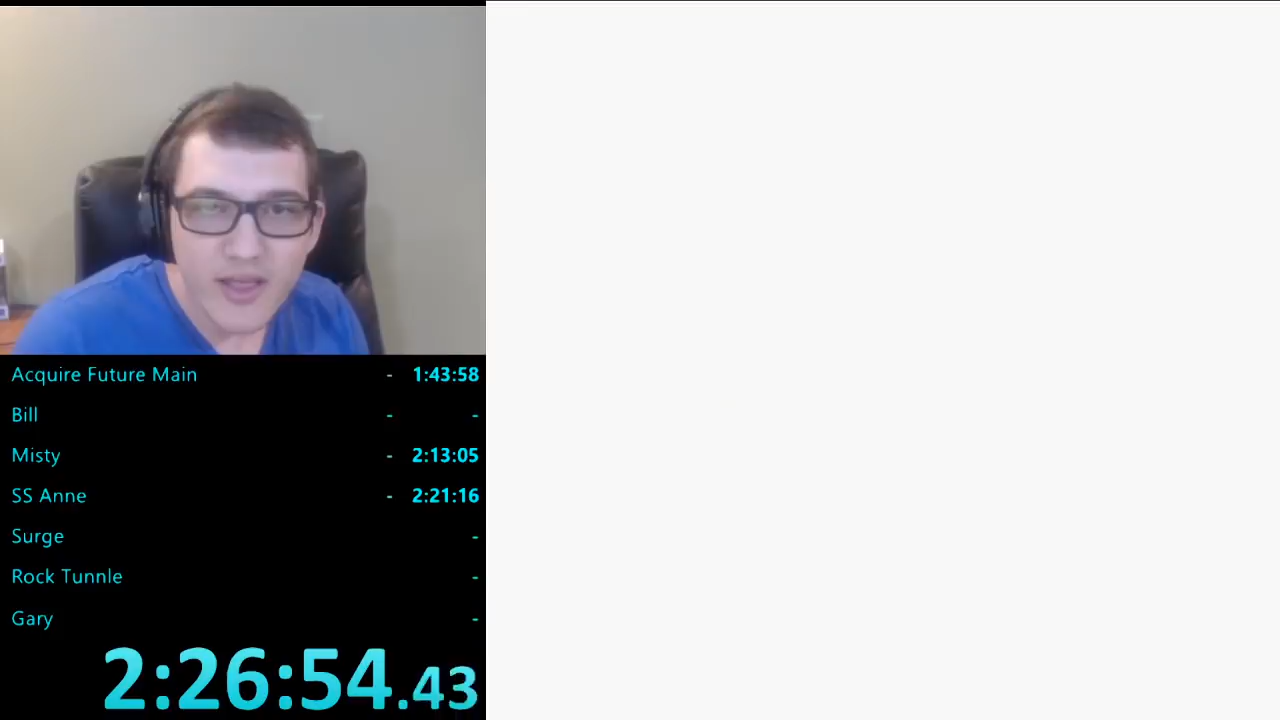 Acquire Future Main - 1:43:58
Bill - -
Misty - 2:13:05
SS Anne - 2:21:16
Surge -
Rock Tunnle -
Gary -
2:26:54.43